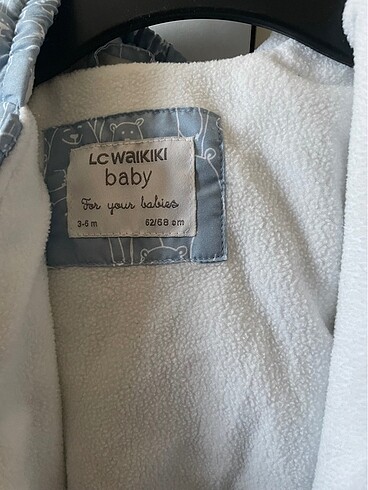 LC WAIKIKI
baby
For your babies
3-6 m 62/68 cm